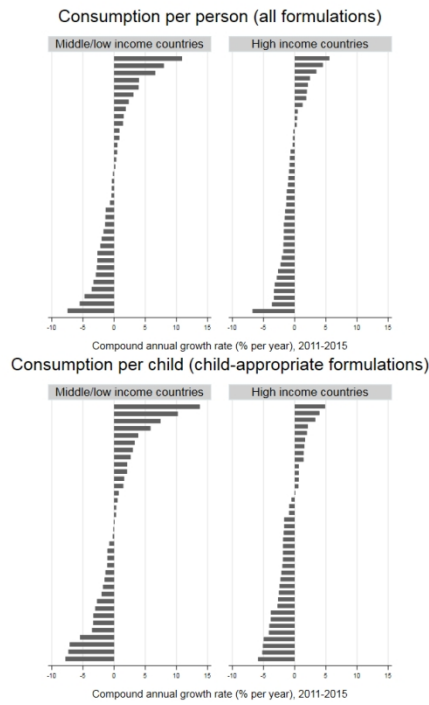 Consumption per person (all formulations)
Middle/low income countries
High income countries
-10 -5 0 5 10 15
-10 -5 0 5 10 15
Compound annual growth rate (% per year), 2011-2015
Consumption per child (child-appropriate formulations)
Middle/low income countries
High income countries
-10 -5 0 5 10 15
-10 -5 0 5 10 15
Compound annual growth rate (% per year), 2011-2015